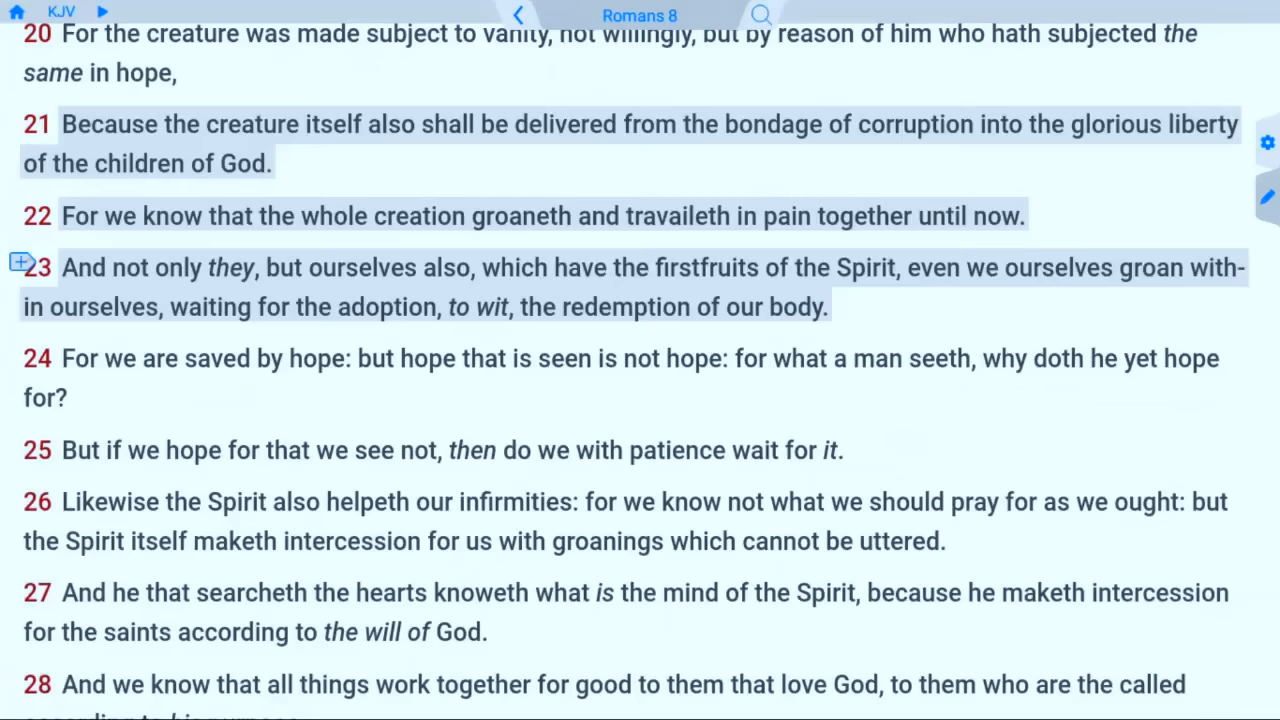 KJV
Romans 8
20 For the creature was made subject to vanity, not willingly, but by reason of him who hath subjected the
same in hope,
21 Because the creature itself also shall be delivered from the bondage of corruption into the glorious liberty
of the children of God.
22 For we know that the whole creation groaneth and travaileth in pain together until now.
23 And not only they, but ourselves also, which have the firstfruits of the Spirit, even we ourselves groan with-
in ourselves, waiting for the adoption, to wit, the redemption of our body.
24 For we are saved by hope: but hope that is seen is not hope: for what a man seeth, why doth he yet hope
for?
25 But if we hope for that we see not, then do we with patience wait for it.
26 Likewise the Spirit also helpeth our infirmities: for we know not what we should pray for as we ought: but
the Spirit itself maketh intercession for us with groanings which cannot be uttered.
27 And he that searcheth the hearts knoweth what is the mind of the Spirit, because he maketh intercession
for the saints according to the will of God.
28 And we know that all things work together for good to them that love God, to them who are the called
according to his purpose.